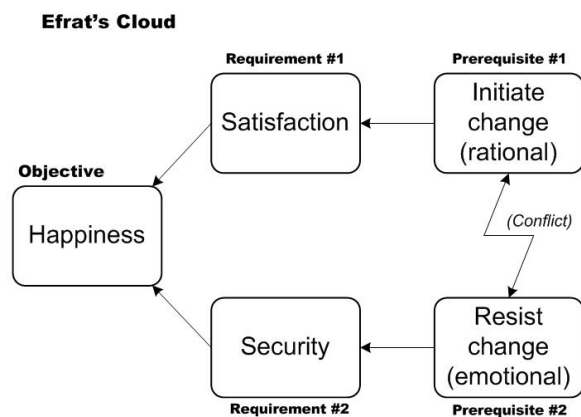 Efrat's Cloud
Requirement #1
Prerequisite #1
Satisfaction
Initiate
change
(rational)
Objective
Happiness
(Conflict)
Security
Resist
change
(emotional)
Requirement #2
Prerequisite #2